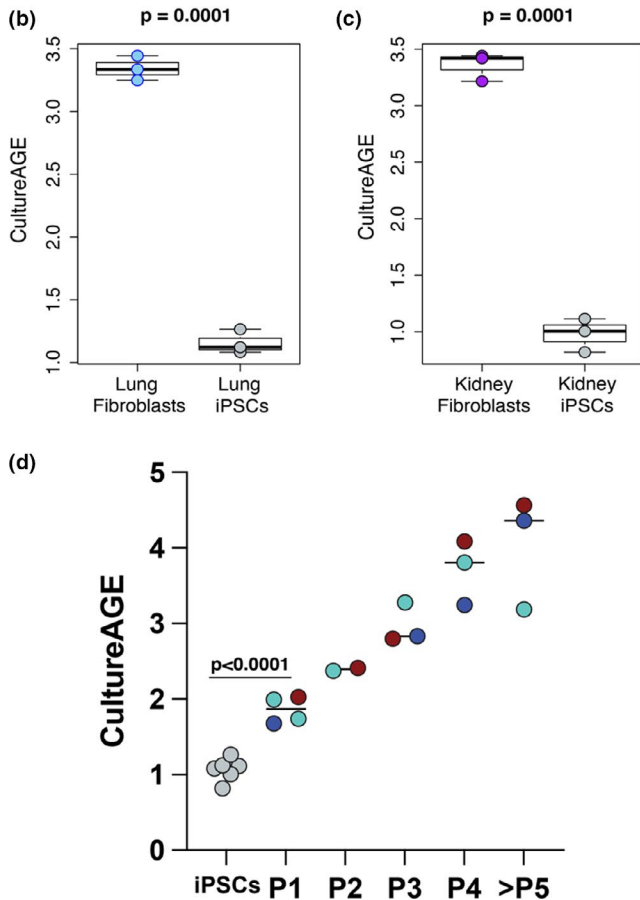 (b)
p = 0.0001
CultureAGE
3.5
3.0
2.5
2.0
1.5
1.0
Lung
Fibroblasts
Lung
iPSCs
(c)
p = 0.0001
CultureAGE
3.5
3.0
2.5
2.0
1.5
1.0
Kidney
Fibroblasts
Kidney
iPSCs
(d)
CultureAGE
5
4
3
2
1
0
p<0.0001
iPSCs P1 P2 P3 P4 >P5